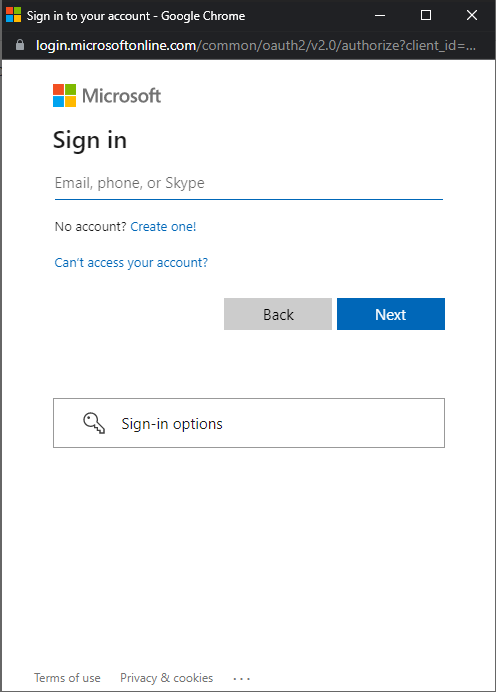 Sign in to your account - Google Chrome
login.microsoftonline.com/common/oauth2/v2.0/authorize?client_id=...
Microsoft
Sign in
Email, phone, or Skype
No account? Create one!
Can't access your account?
Back Next
Sign-in options
Terms of use Privacy & cookies ...